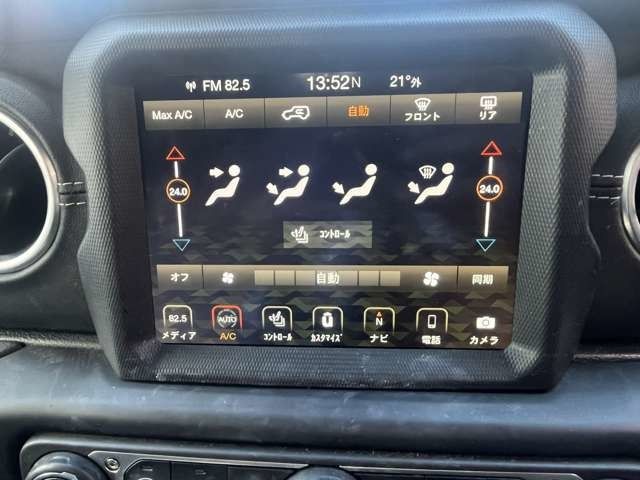 FM 82.5 13:52 N 21°外
Max A/C A/C 自動 フロント リア
24.0 24.0
コントロール
オフ 自動 同期
82.5 AUTO N
メディア A/C コントロール カスタマイズ ナビ 電話 カメラ